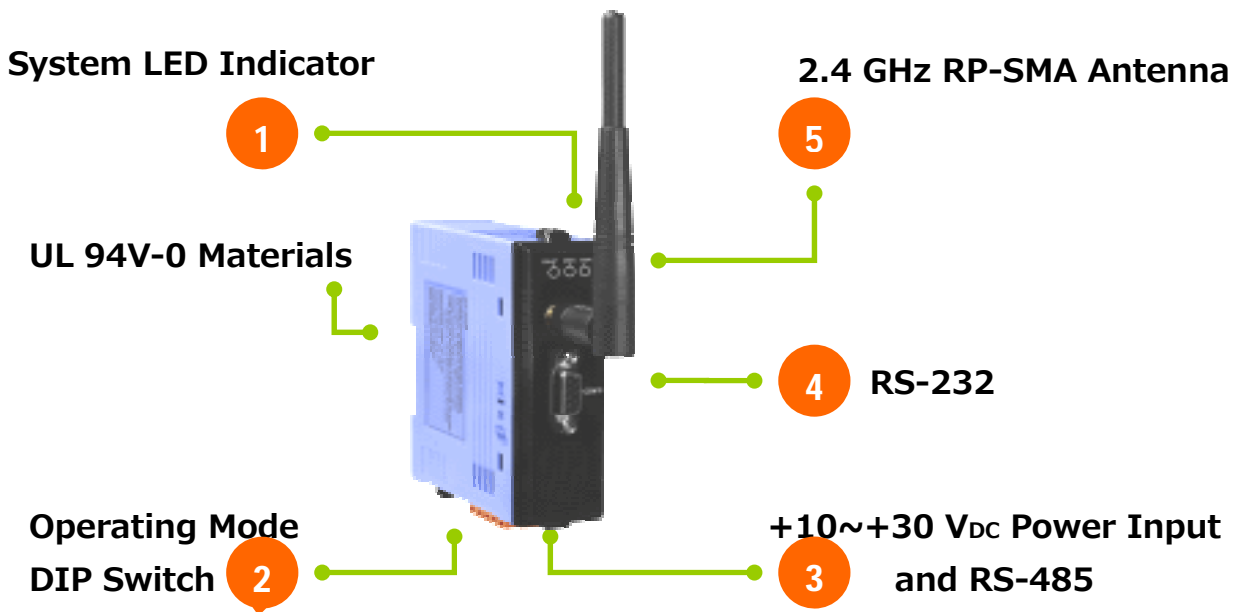 System LED Indicator
2.4 GHz RP-SMA Antenna
1
5
UL 94V-0 Materials
4 RS-232
Operating Mode
DIP Switch 2
+10~+30 VDC Power Input
3 and RS-485